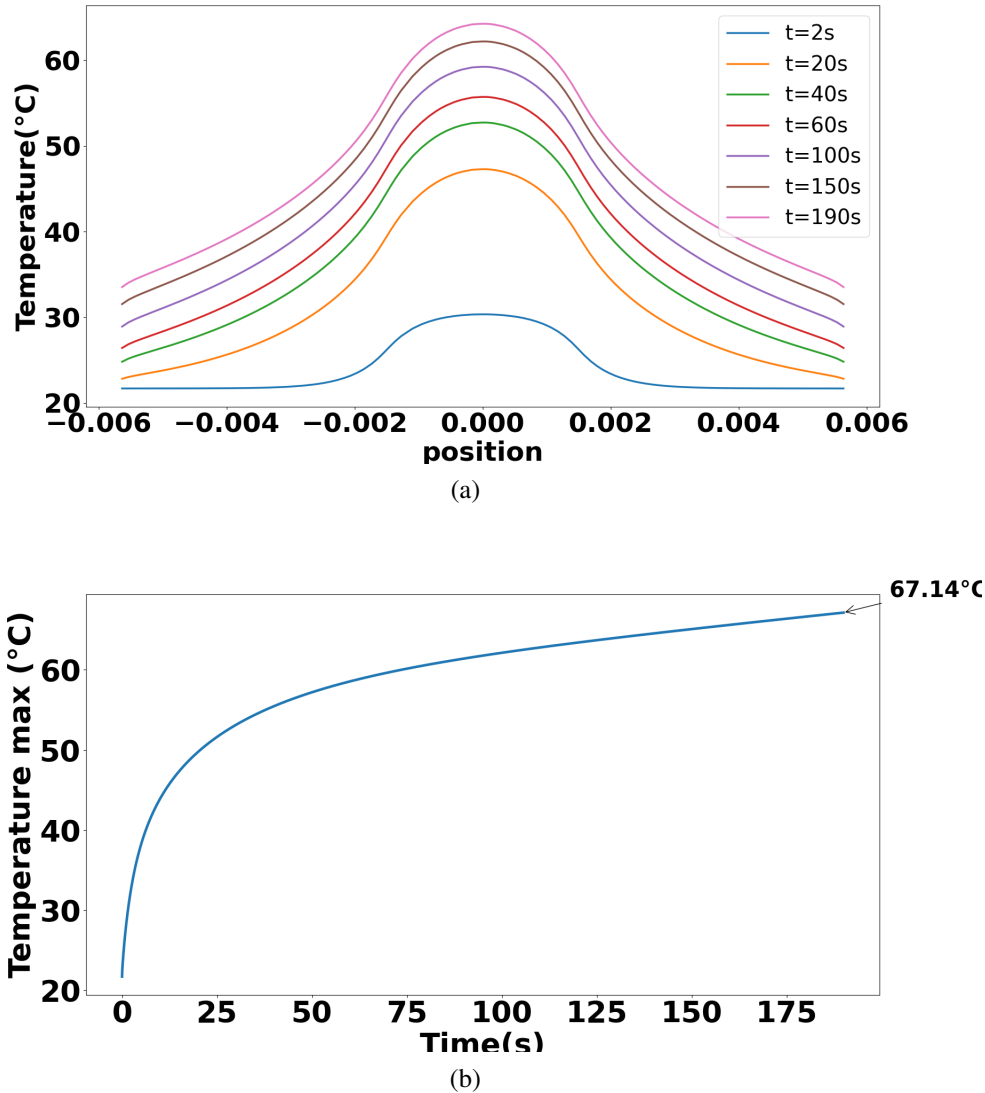 Temperature(°C)
60
50
40
30
20
t=2s
t=20s
t=40s
t=60s
t=100s
t=150s
t=190s
−0.006 −0.004 −0.002 0.000 0.002 0.004 0.006
position
(a)
67.14°C
Temperature max (°C)
60
50
40
30
20
0 25 50 75 100 125 150 175
Time(s)
(b)